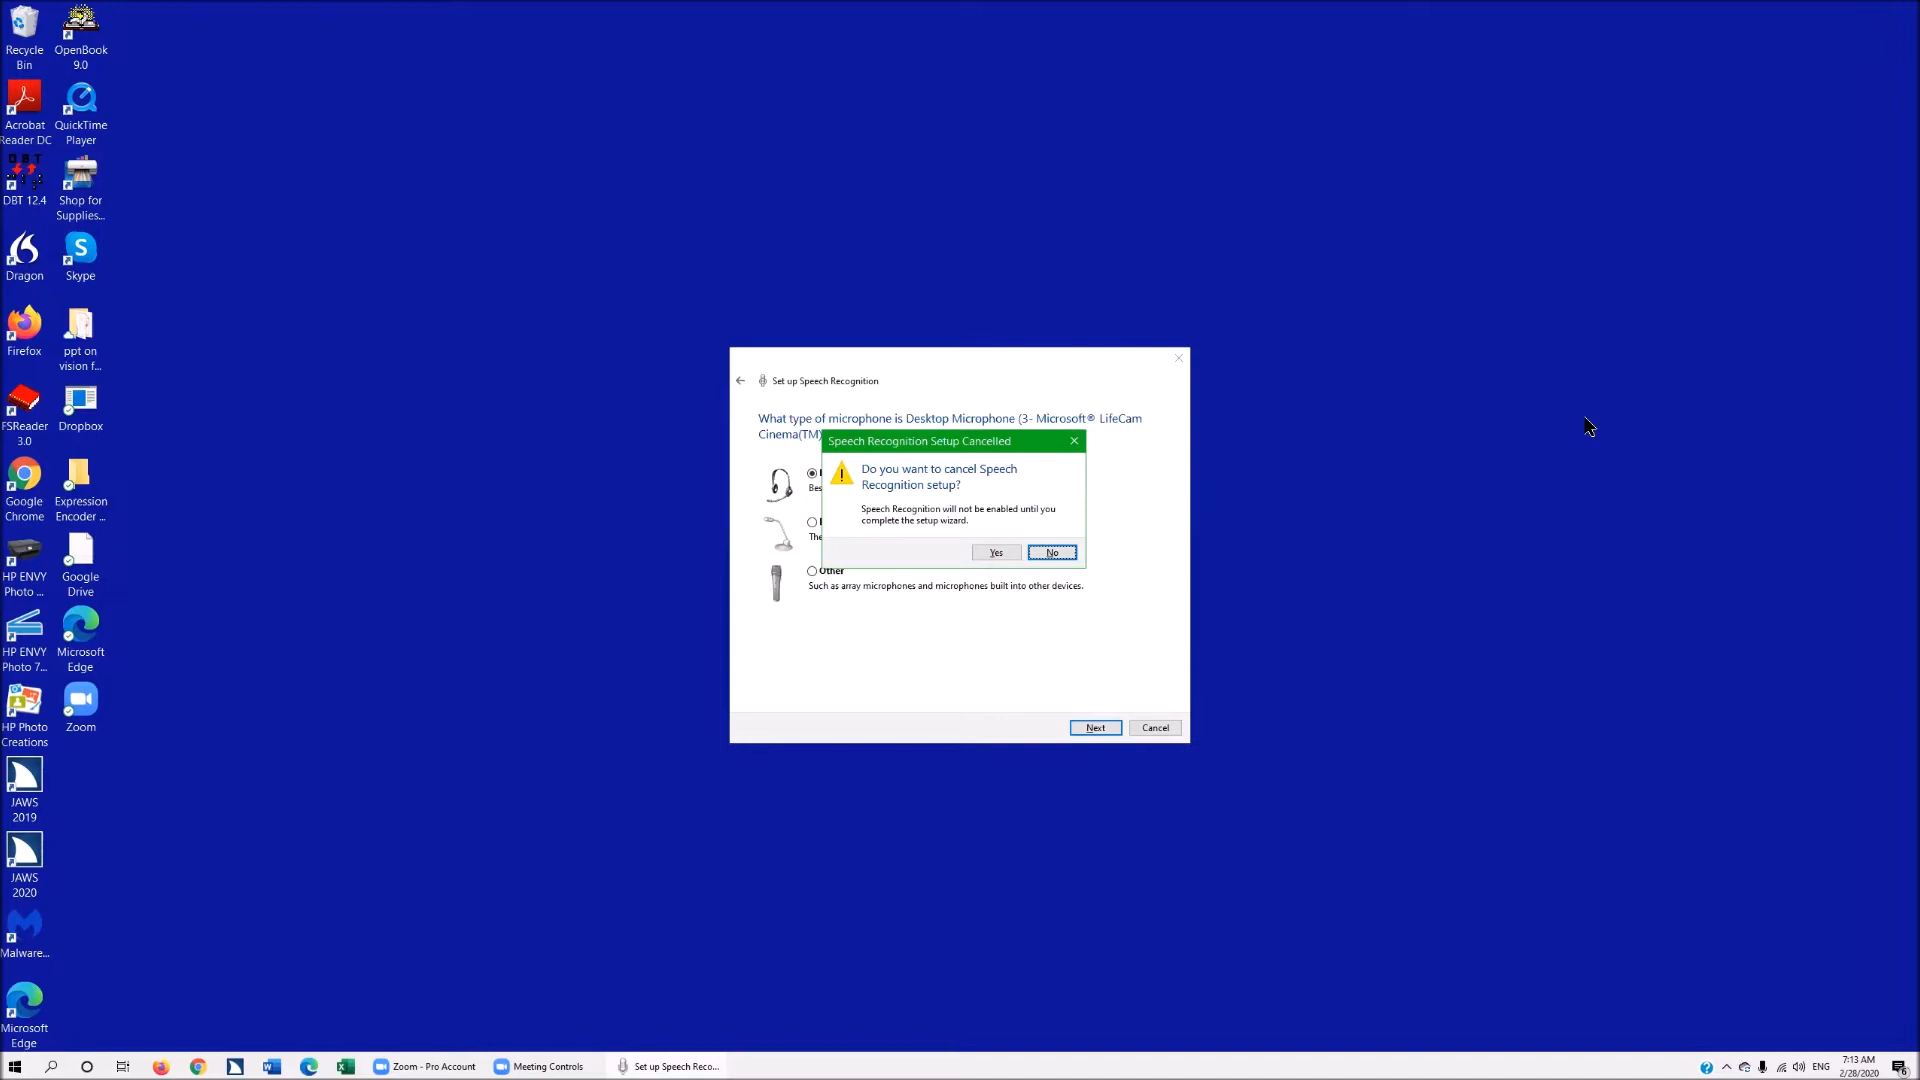 Recycle
Bin
OpenBook
9.0
Acrobat
Reader DC
QuickTime
Player
DBT
DBT 12.4
Shop for
Supplies...
Dragon
Skype
Firefox
ppt on
vision f...
FSReader
3.0
Dropbox
Google
Chrome
Expression
Encoder ...
HP ENVY
Photo ...
Google
Drive
HP ENVY
Photo 7...
Microsoft
Edge
HP Photo
Creations
Zoom
JAWS
2019
JAWS
2020
Malware...
Microsoft
Edge
Set up Speech Recognition
What type of microphone is Desktop Microphone (3- Microsoft® LifeCam
Cinema(TM)
Speech Recognition Setup Cancelled
Do you want to cancel Speech
Recognition setup?
Speech Recognition will not be enabled until you
complete the setup wizard.
Yes
No
Bes
The
Other
Such as array microphones and microphones built into other devices.
Next
Cancel
Zoom - Pro Account
Meeting Controls
Set up Speech Reco...
ENG
7:13 AM
2/28/2020
6